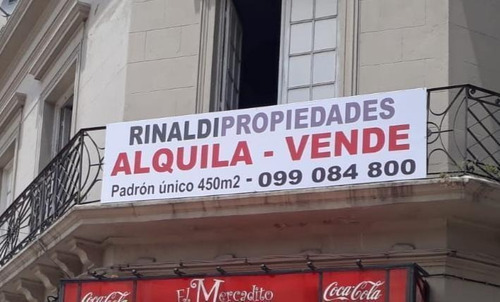 RINALDIPROPIEDADES
ALQUILA - VENDE
Padrón único 450m2 - 099 084 800
Coca-Cola El Mercadito Coca-Cola